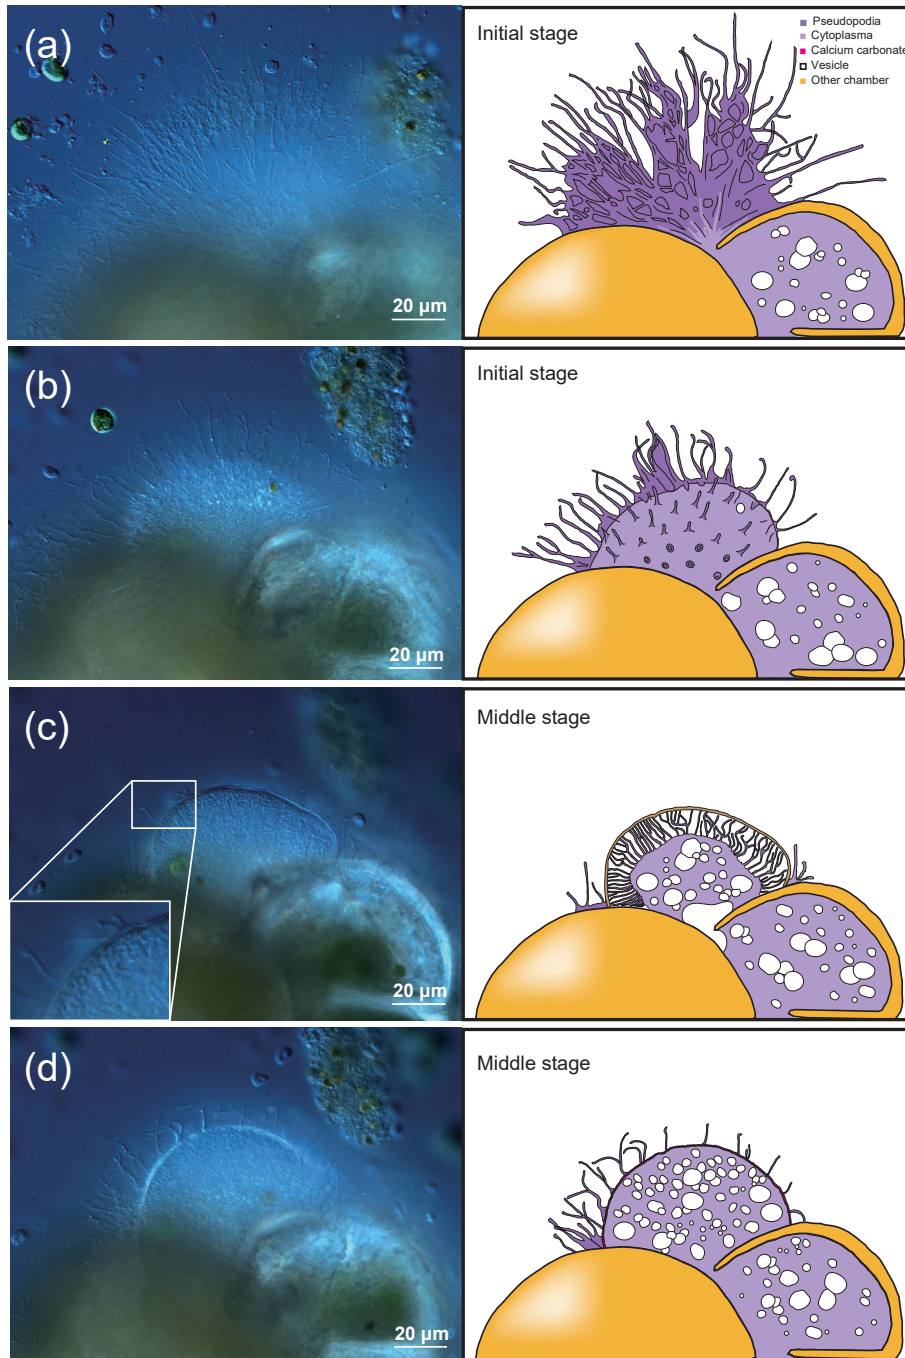 (a)
20 µm
Initial stage
Pseudopodia
Cytoplasma
Calcium carbonate
Vesicle
Other chamber
(b)
20 µm
Initial stage
(c)
20 µm
Middle stage
(d)
20 µm
Middle stage